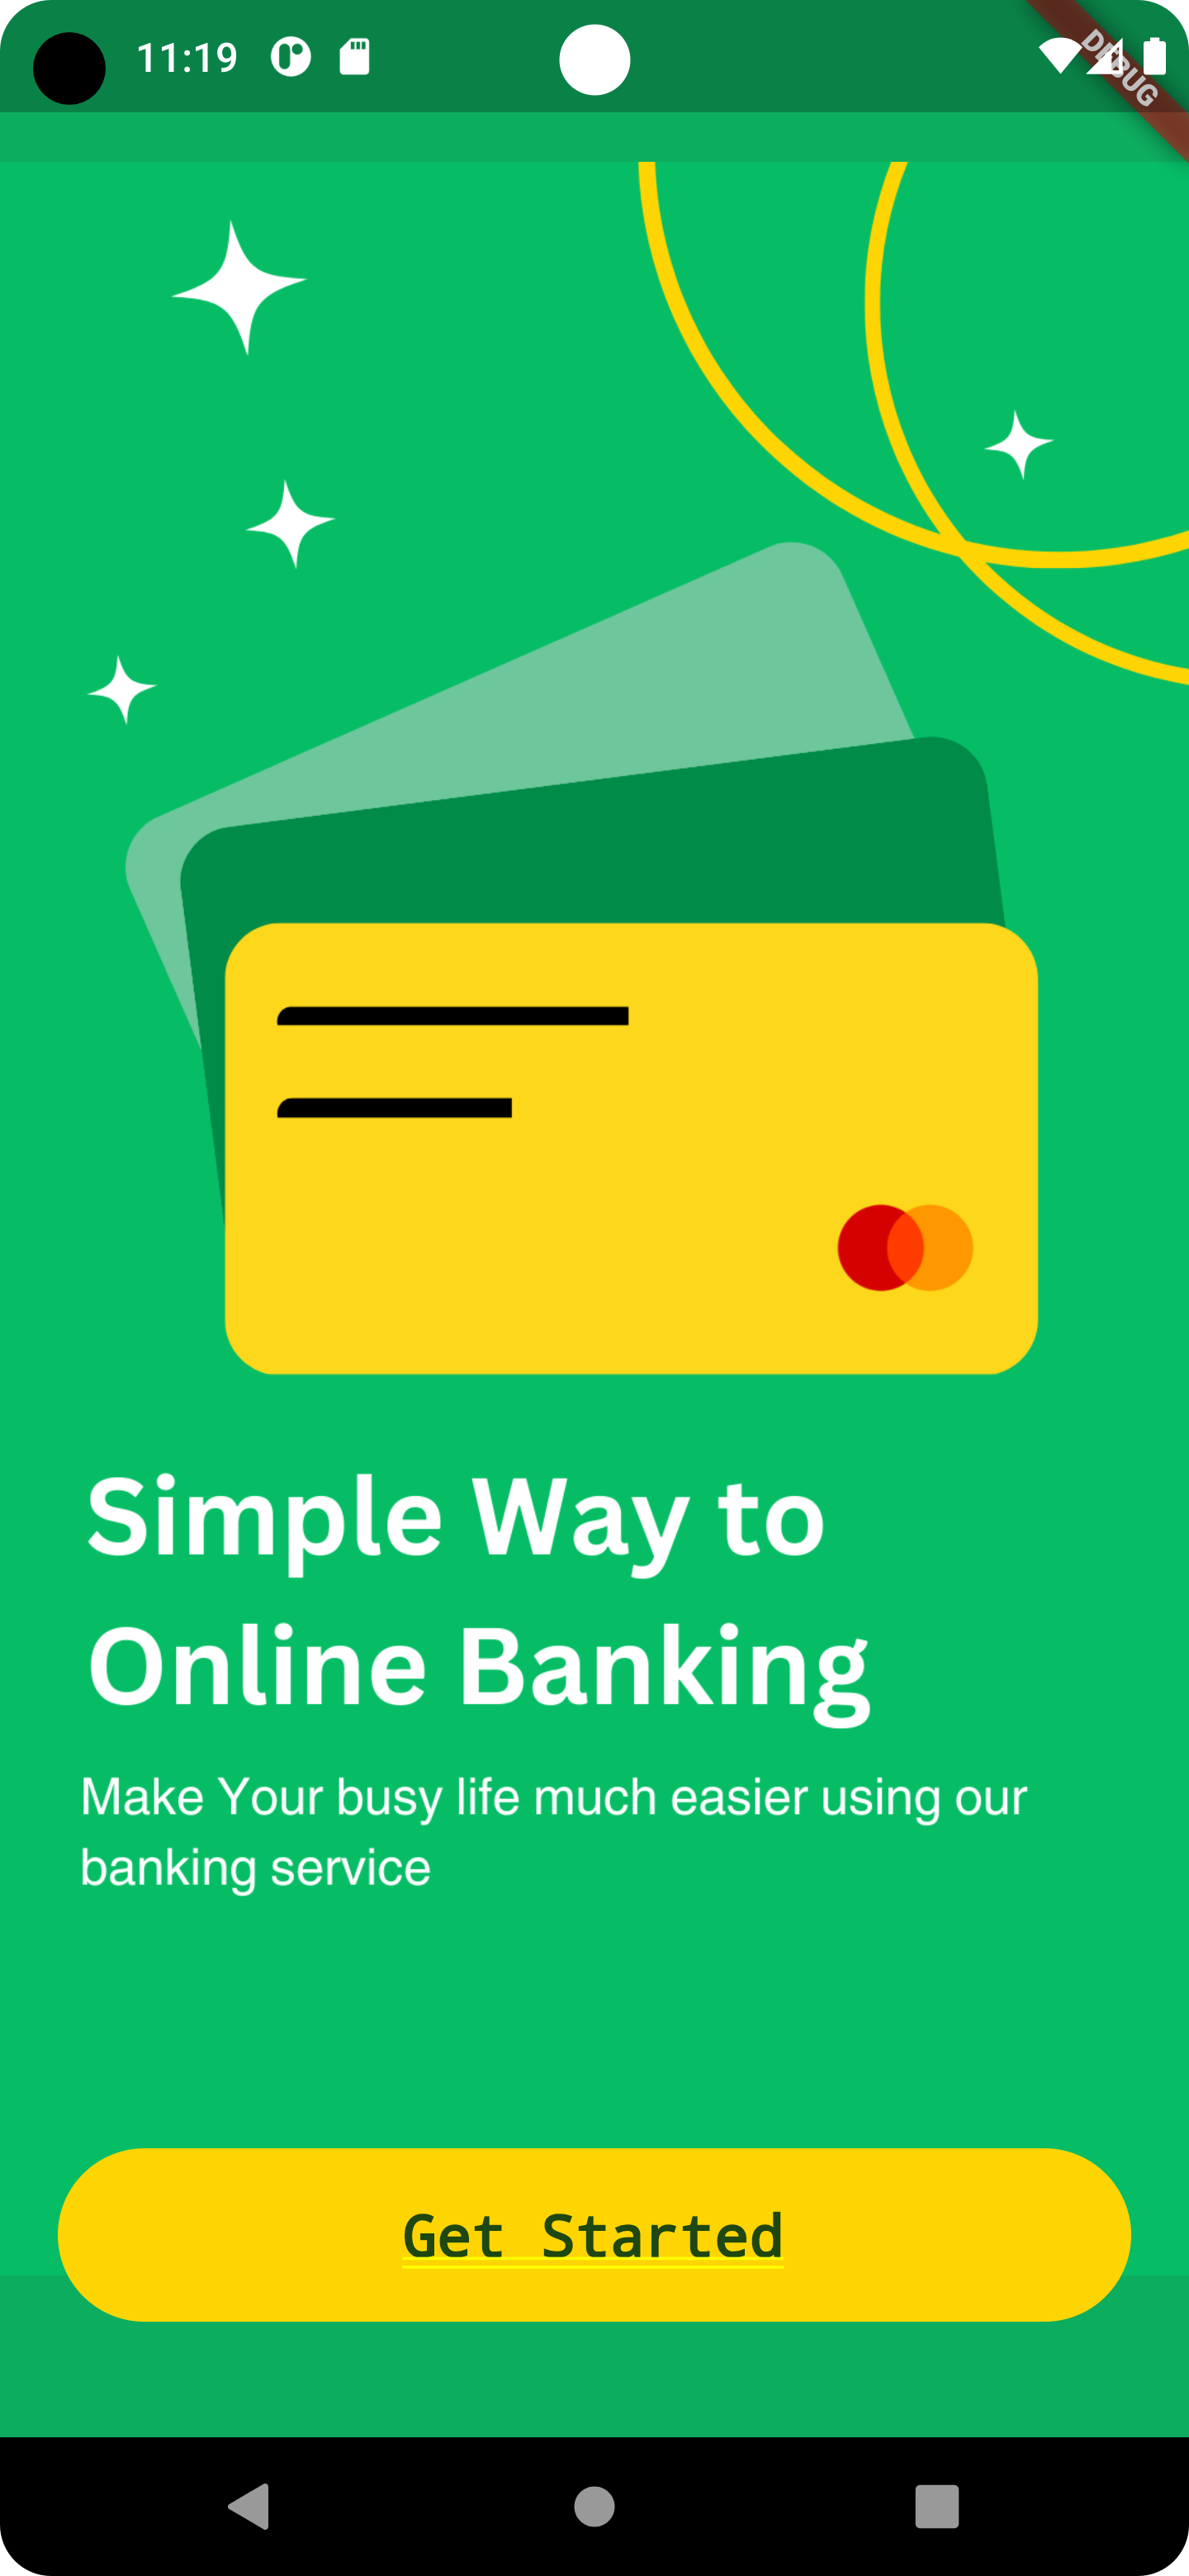 11:19
DEBUG
Simple Way to
Online Banking
Make Your busy life much easier using our
banking service
Get Started